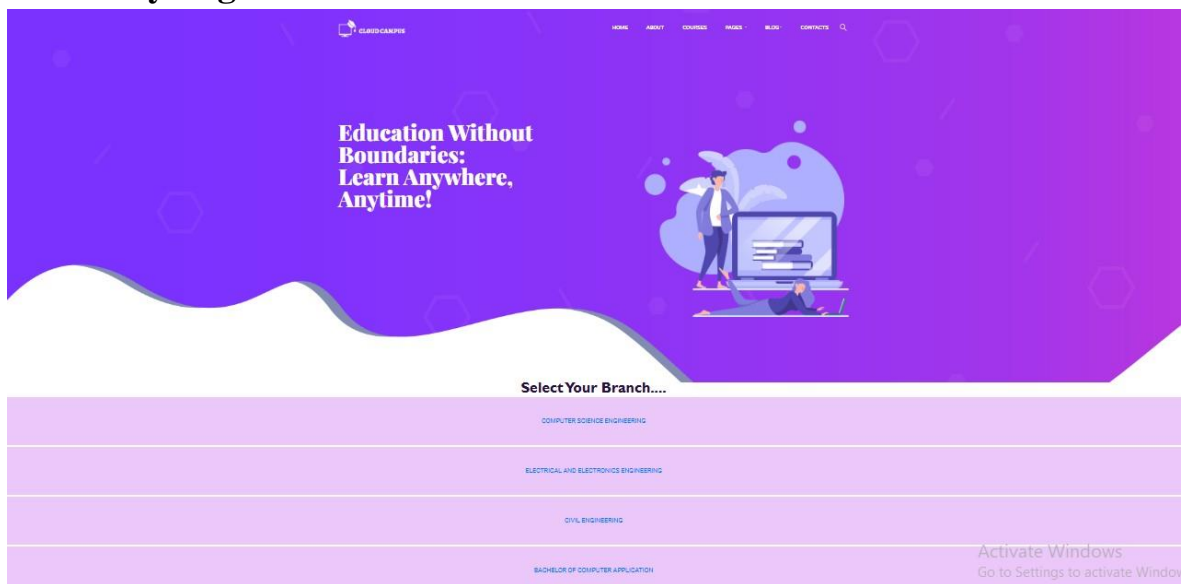 CLOUD CAMPUS
HOME ABOUT COURSES PAGES BLOG CONTACTS
Education Without
Boundaries:
Learn Anywhere,
Anytime!
Select Your Branch....
COMPUTER SCIENCE ENGINEERING
ELECTRICAL AND ELECTRONICS ENGINEERING
CIVIL ENGINEERING
BACHELOR OF COMPUTER APPLICATION
Activate Windows
Go to Settings to activate Window